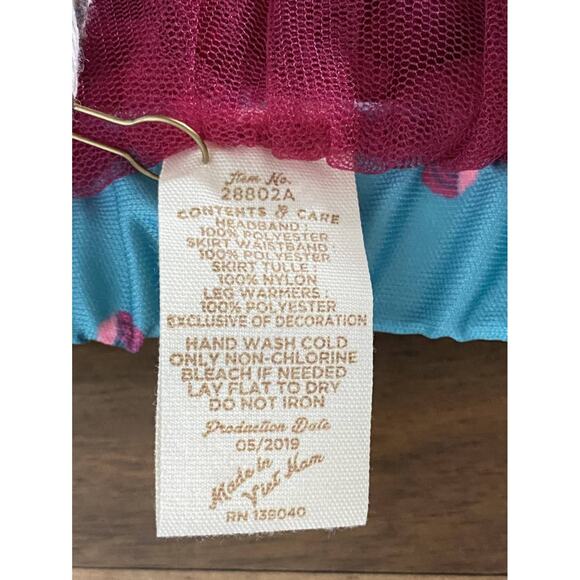 Item No.
28802A
CONTENTS & CARE
HEADBAND:
100% POLYESTER
SKIRT WAISTBAND:
100% POLYESTER
SKIRT TULLE:
100% NYLON
LEG WARMERS:
100% POLYESTER
EXCLUSIVE OF DECORATION
HAND WASH COLD
ONLY NON-CHLORINE
BLEACH IF NEEDED
LAY FLAT TO DRY
DO NOT IRON
Production Date
05/2019
Made in
Viet Nam
RN 139040